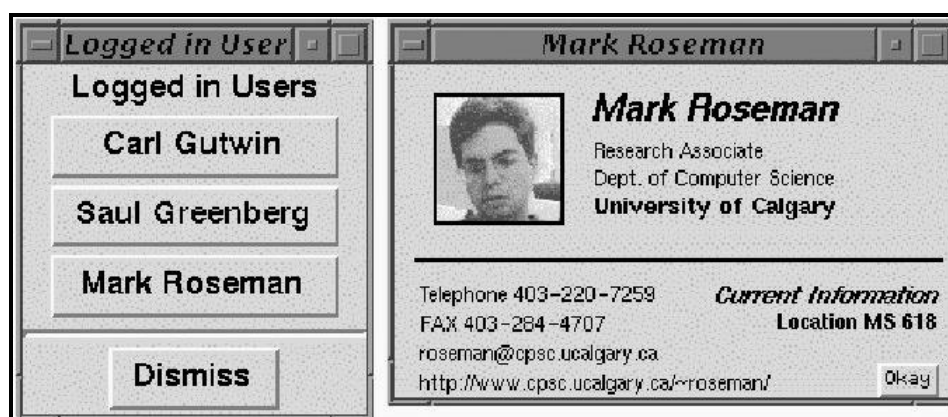 Logged in User
Logged in Users
Carl Gutwin
Saul Greenberg
Mark Roseman
Dismiss
Mark Roseman
Mark Roseman
Research Associate
Dept. of Computer Science
University of Calgary
Telephone 403-220-7259
FAX 403-284-4707
roseman@cpsc.ucalgary.ca
http://www.cpsc.ucalgary.ca/~roseman/
Current Information
Location MS 618
Okay